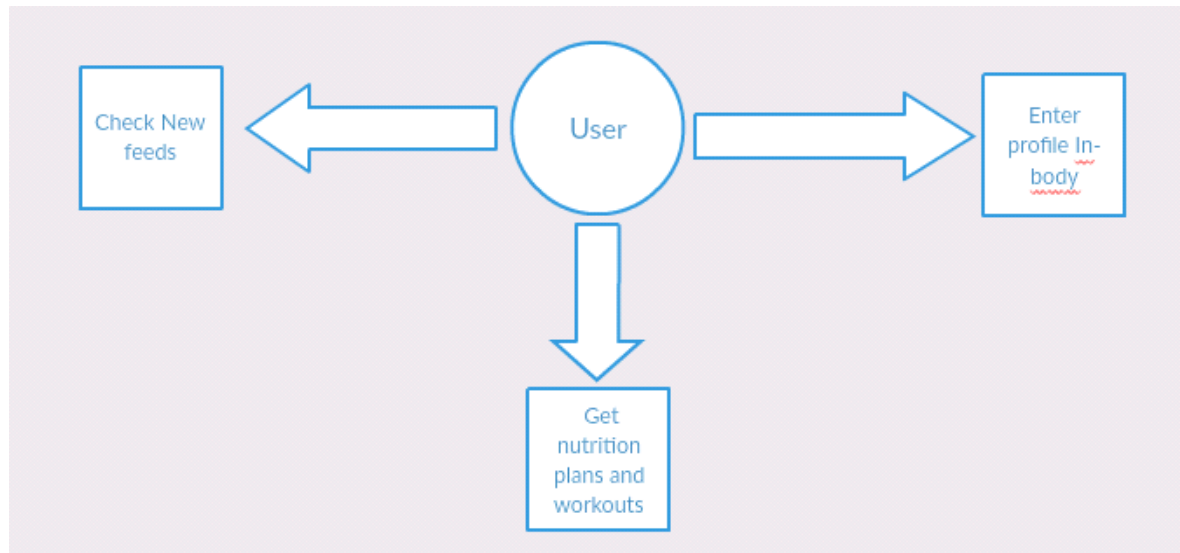 Check New
feeds
User
Enter
profile In-
body
Get
nutrition
plans and
workouts